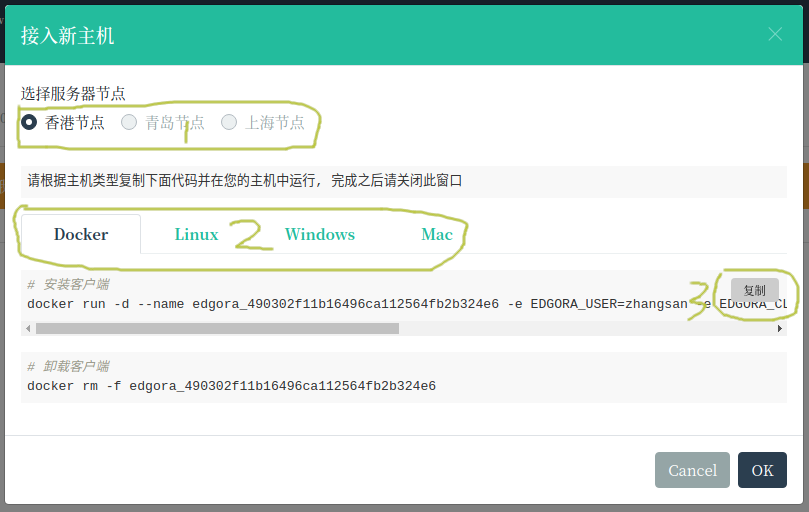 接入新主机
选择服务器节点
香港节点 青岛节点 上海节点
1
请根据主机类型复制下面代码并在您的主机中运行, 完成之后请关闭此窗口
Docker Linux 2 Windows Mac
# 安装客户端
复制
3
docker run -d --name edgora_490302f11b16496ca112564fb2b324e6 -e EDGORA_USER=zhangsan -e EDGORA_CL
# 卸载客户端
docker rm -f edgora_490302f11b16496ca112564fb2b324e6
Cancel OK